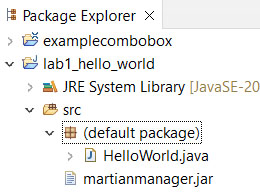 Package Explorer
examplecombobox
lab1_hello_world
JRE System Library [JavaSE-20
src
(default package)
HelloWorld.java
martianmanager.jar